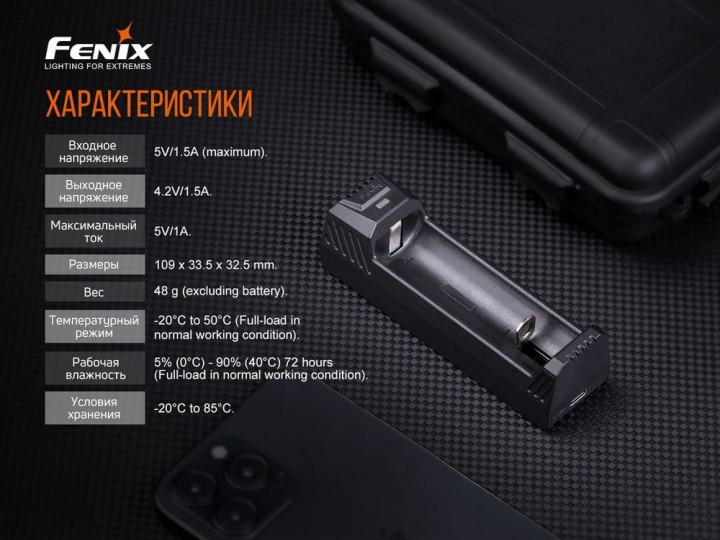 FENIX
LIGHTING FOR EXTREMES
ХАРАКТЕРИСТИКИ
Входное
напряжение
5V/1.5A (maximum).
Выходное
напряжение
4.2V/1.5A.
Максимальный
ток
5V/1A.
Размеры
109 x 33.5 x 32.5 mm.
Вес
48 g (excluding battery).
Температурный
режим
-20°C to 50°C (Full-load in
normal working condition).
Рабочая
влажность
5% (0°C) - 90% (40°C) 72 hours
(Full-load in normal working condition).
Условия
хранения
-20°C to 85°C.